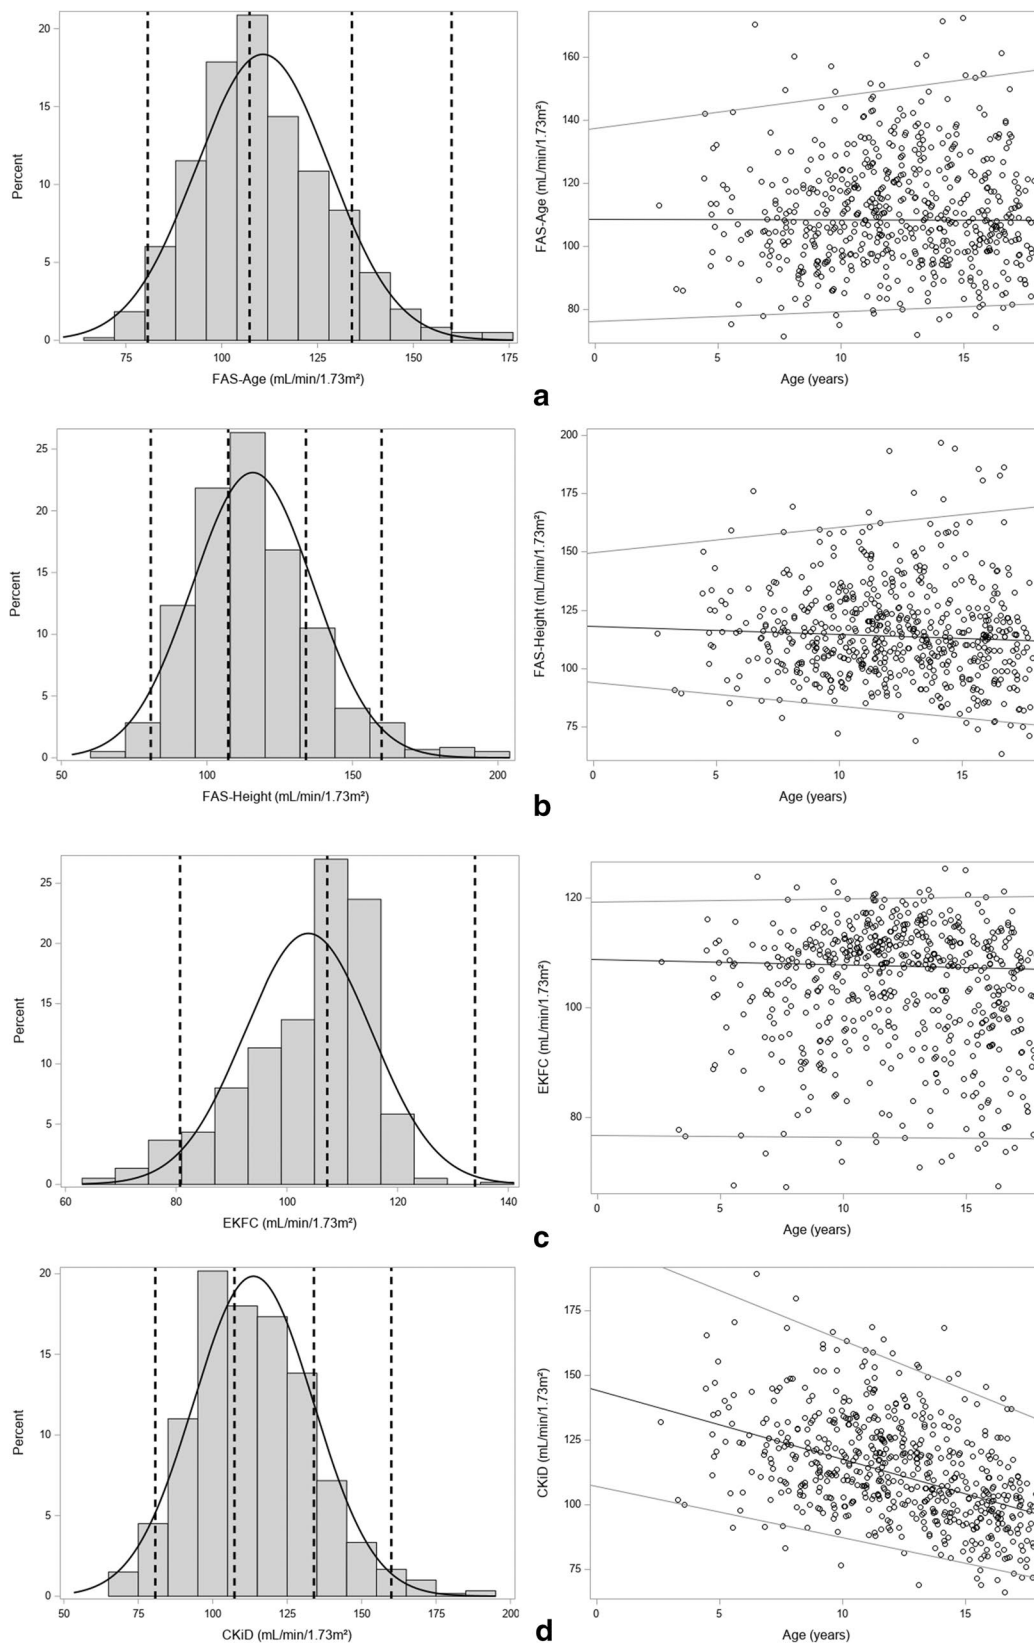 20
15
10
5
0
Percent
75 100 125 150 175
FAS-Age (mL/min/1.73m²)
160
140
120
100
80
FAS-Age (mL/min/1.73m²)
0 5 10 15
Age (years)
a
25
20
15
10
5
0
Percent
50 100 150 200
FAS-Height (mL/min/1.73m²)
200
175
150
125
100
75
FAS-Height (mL/min/1.73m²)
0 5 10 15
Age (years)
b
25
20
15
10
5
0
Percent
60 80 100 120 140
EKFC (mL/min/1.73m²)
120
100
80
EKFC (mL/min/1.73m²)
0 5 10 15
Age (years)
c
20
15
10
5
0
Percent
50 75 100 125 150 175 200
CKiD (mL/min/1.73m²)
175
150
125
100
75
CKiD (mL/min/1.73m²)
0 5 10 15
Age (years)
d